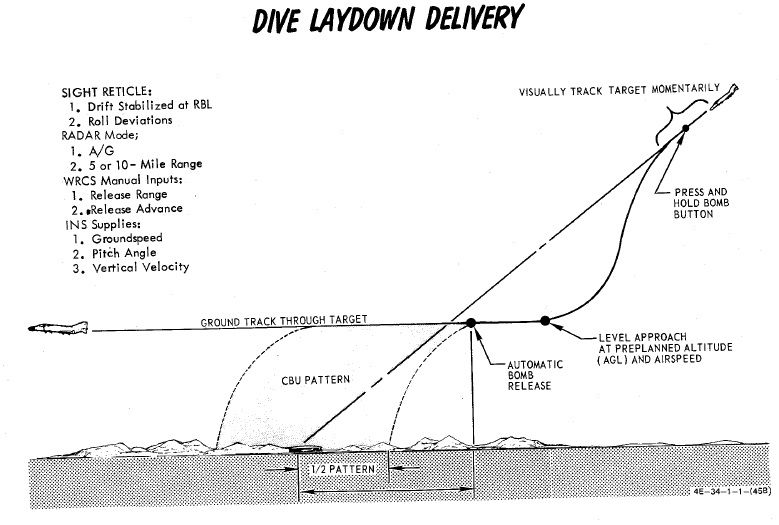 DIVE LAYDOWN DELIVERY
SIGHT RETICLE:
1. Drift Stabilized at RBL
2. Roll Deviations
RADAR Mode;
1. A/G
2. 5 or 10- Mile Range
WRCS Manual Inputs:
1. Release Range
2. Release Advance
INS Supplies:
1. Groundspeed
2. Pitch Angle
3. Vertical Velocity
VISUALLY TRACK TARGET MOMENTARILY
PRESS AND
HOLD BOMB
BUTTON
GROUND TRACK THROUGH TARGET
LEVEL APPROACH
AT PREPLANNED ALTITUDE
(AGL) AND AIRSPEED
AUTOMATIC
BOMB
RELEASE
CBU PATTERN
1/2 PATTERN
4E-34-1-1-(45B)